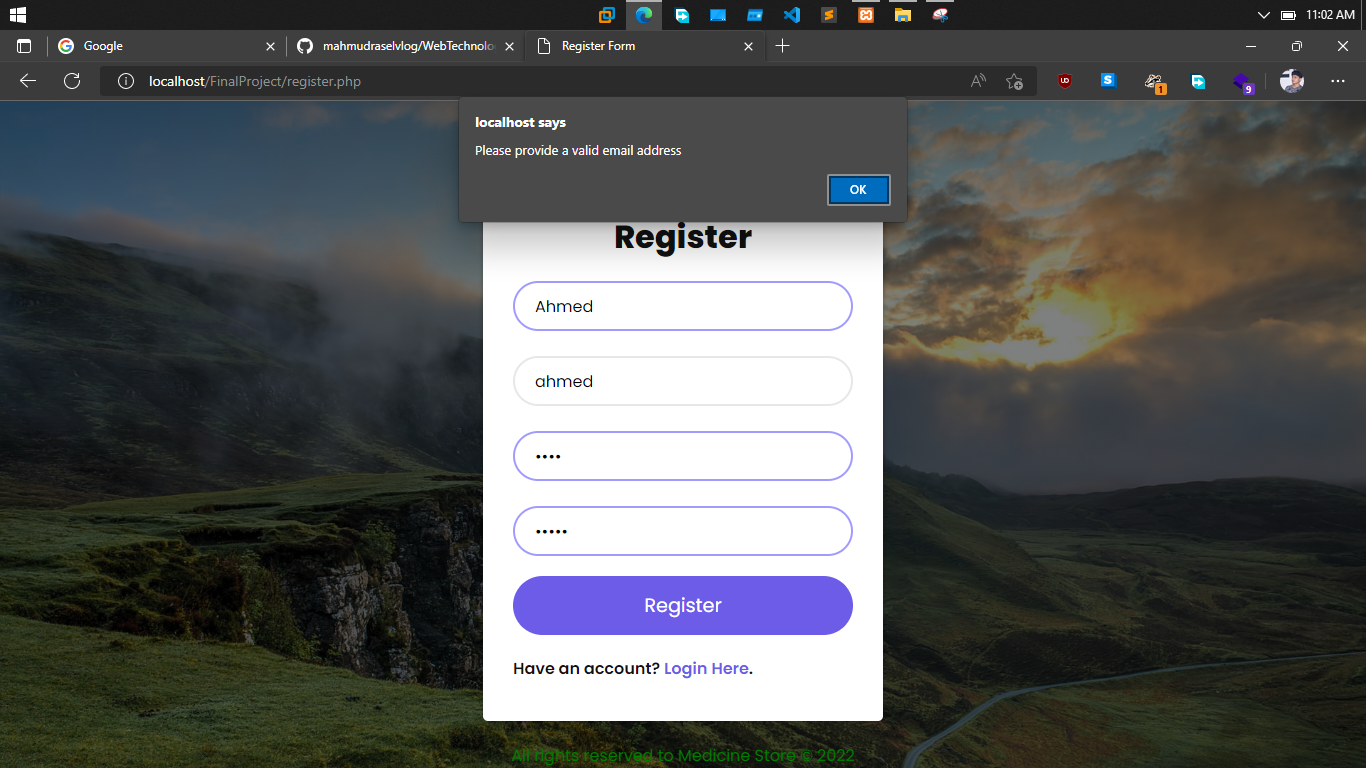 11:02 AM
Google
mahmudraselvlog/WebTechnolo
Register Form
localhost/FinalProject/register.php
1
9
localhost says
Please provide a valid email address
OK
Register
Ahmed
ahmed
••••
•••••
Register
Have an account? Login Here.
All rights reserved to Medicine Store © 2022